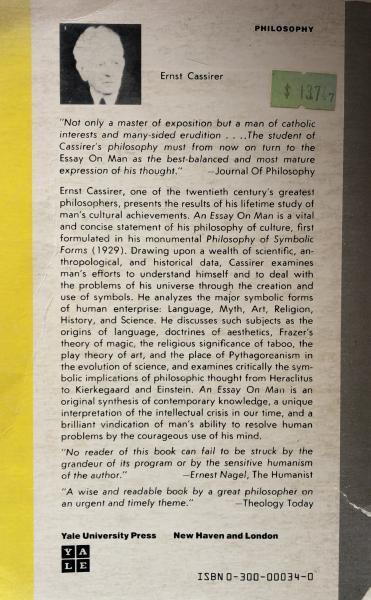 PHILOSOPHY
Ernst Cassirer
"Not only a master of exposition but a man of catholic
interests and many-sided erudition . . ..The student of
Cassirer's philosophy must from now on turn to the
Essay On Man as the best-balanced and most mature
expression of his thought." —Journal Of Philosophy
Ernst Cassirer, one of the twentieth century's greatest
philosophers, presents the results of his lifetime study of
man's cultural achievements. An Essay On Man is a vital
and concise statement of his philosophy of culture, first
formulated in his monumental Philosophy of Symbolic
Forms (1929). Drawing upon a wealth of scientific, an-
thropological, and historical data, Cassirer examines
man's efforts to understand himself and to deal with
the problems of his universe through the creation and
use of symbols. He analyzes the major symbolic forms
of human enterprise: Language, Myth, Art, Religion,
History, and Science. He discusses such subjects as the
origins of language, doctrines of aesthetics, Frazer's
theory of magic, the religious significance of taboo, the
play theory of art, and the place of Pythagoreanism in
the evolution of science, and examines critically the sym-
bolic implications of philosophic thought from Heraclitus
to Kierkegaard and Einstein. An Essay On Man is an
original synthesis of contemporary knowledge, a unique
interpretation of the intellectual crisis in our time, and a
brilliant vindication of man's ability to resolve human
problems by the courageous use of his mind.
"No reader of this book can fail to be struck by the
grandeur of its program or by the sensitive humanism
of the author." —Ernest Nagel, The Humanist
"A wise and readable book by a great philosopher on
an urgent and timely theme." —Theology Today
Yale University Press New Haven and London
YA
LE
ISBN 0-300-00034-0